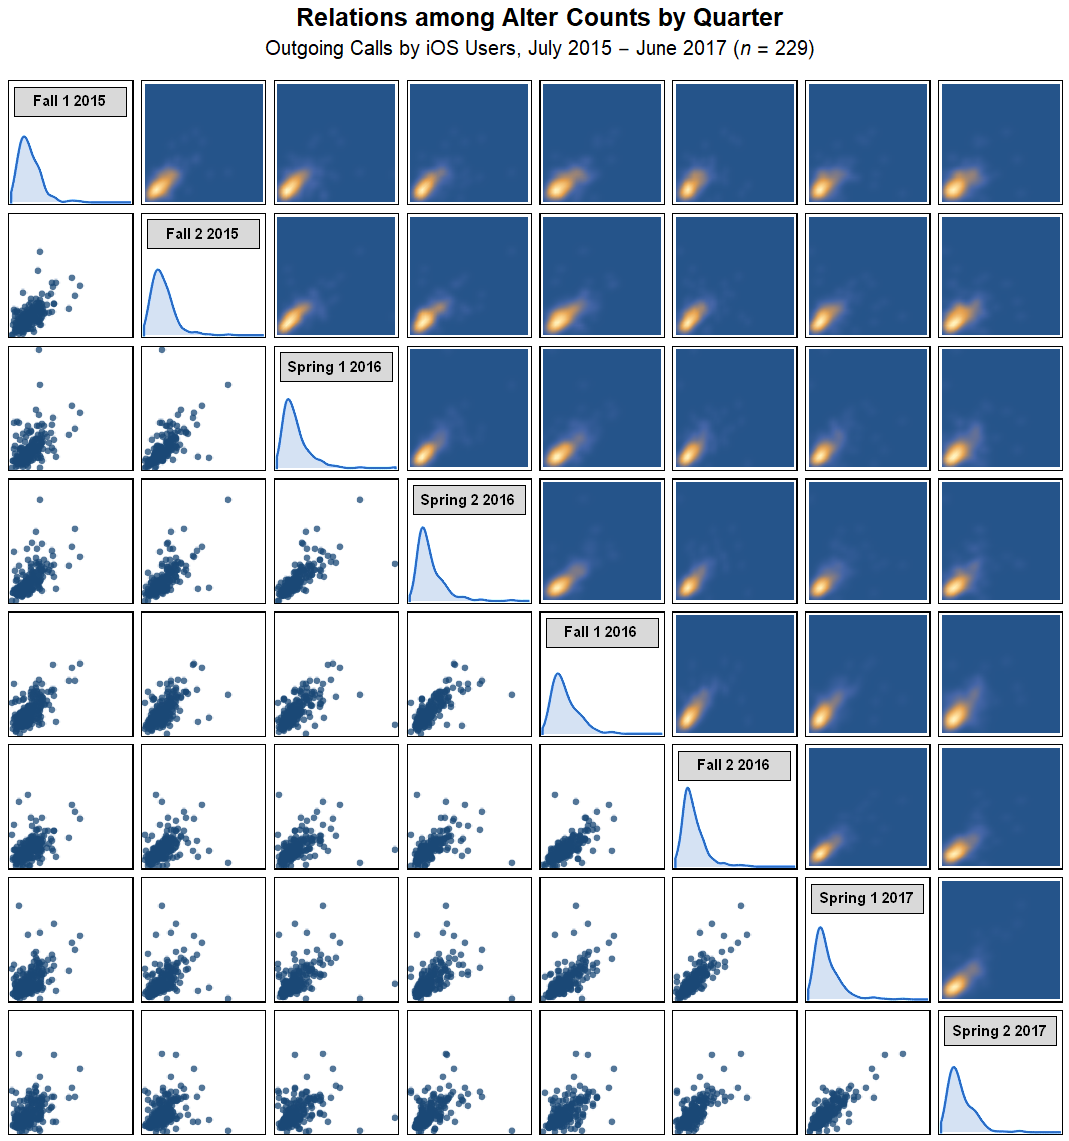 Relations among Alter Counts by Quarter
Outgoing Calls by iOS Users, July 2015 – June 2017 (n = 229)
Fall 1 2015
Fall 2 2015
Spring 1 2016
Spring 2 2016
Fall 1 2016
Fall 2 2016
Spring 1 2017
Spring 2 2017